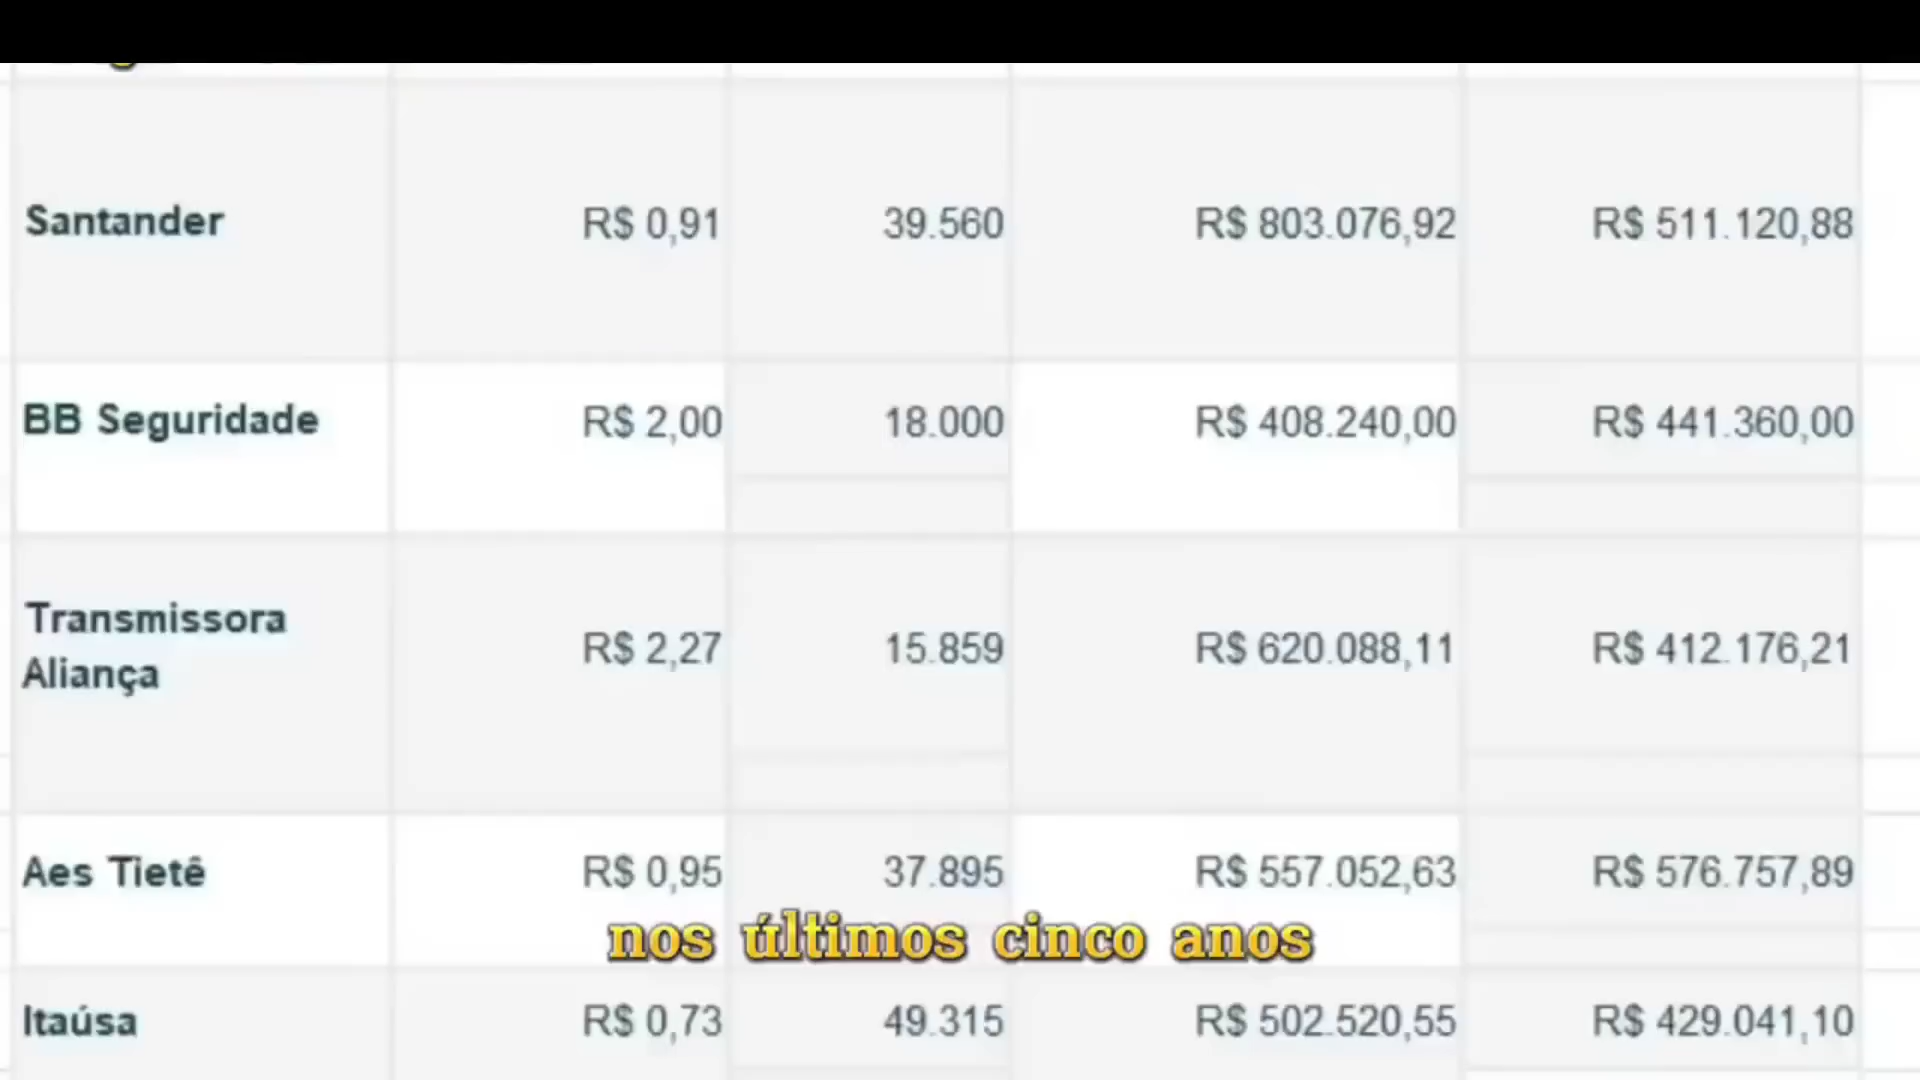 Santander R$ 0,91 39.560 R$ 803.076,92 R$ 511.120,88
BB Seguridade R$ 2,00 18.000 R$ 408.240,00 R$ 441.360,00
Transmissora
Aliança R$ 2,27 15.859 R$ 620.088,11 R$ 412.176,21
Aes Tietê R$ 0,95 37.895 R$ 557.052,63 R$ 576.757,89
nos últimos cinco anos
Itaúsa R$ 0,73 49.315 R$ 502.520,55 R$ 429.041,10